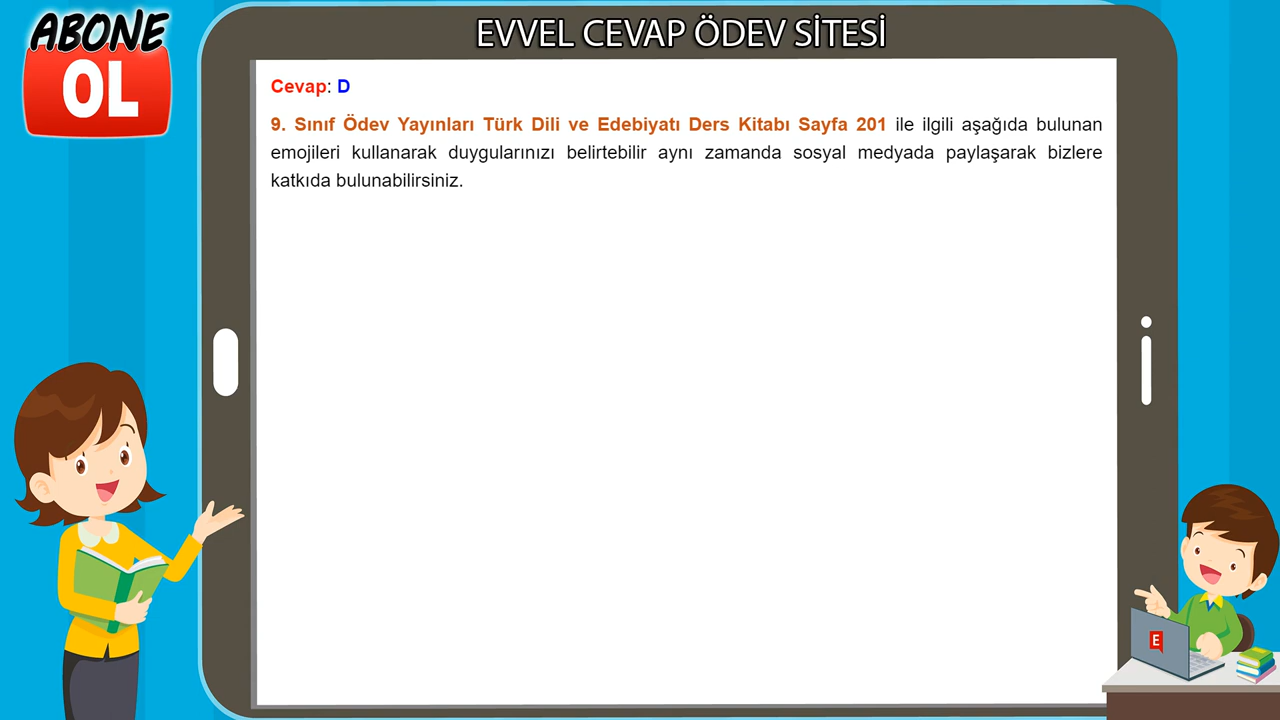 ABONE
OL
EVVEL CEVAP ÖDEV SİTESİ
Cevap: D
9. Sınıf Ödev Yayınları Türk Dili ve Edebiyatı Ders Kitabı Sayfa 201 ile ilgili aşağıda bulunan
emojileri kullanarak duygularınızı belirtebilir aynı zamanda sosyal medyada paylaşarak bizlere
katkıda bulunabilirsiniz.
E